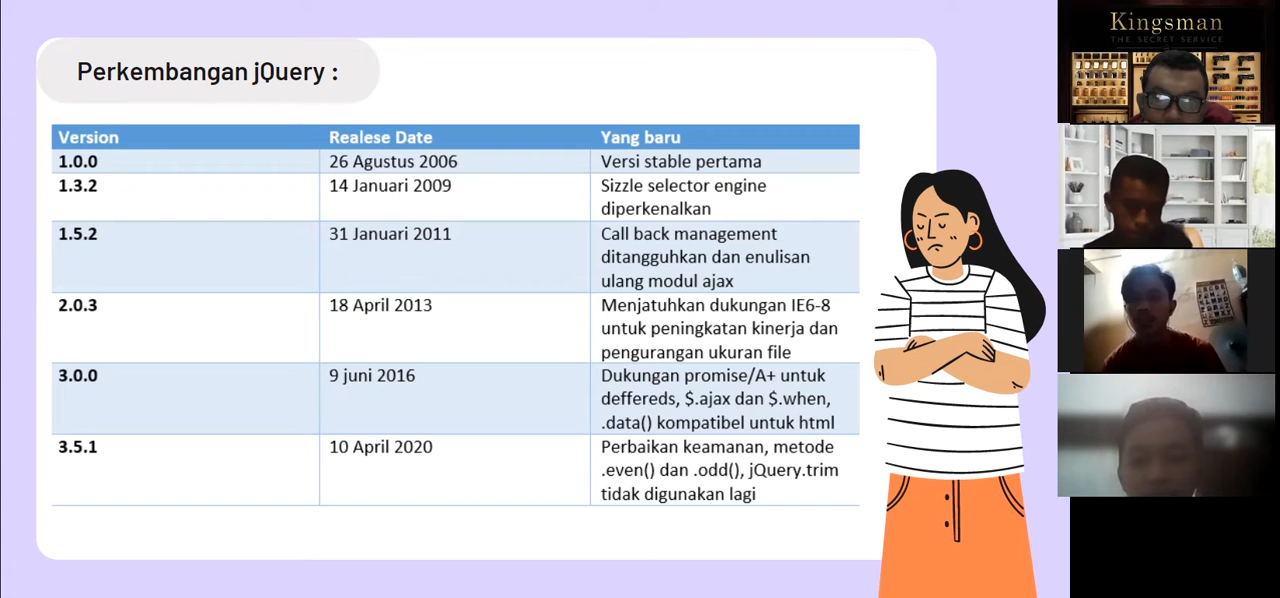 Perkembangan jQuery :
Version Realese Date Yang baru
1.0.0 26 Agustus 2006 Versi stable pertama
1.3.2 14 Januari 2009 Sizzle selector engine
diperkenalkan
1.5.2 31 Januari 2011 Call back management
ditangguhkan dan enulisan
ulang modul ajax
2.0.3 18 April 2013 Menjatuhkan dukungan IE6-8
untuk peningkatan kinerja dan
pengurangan ukuran file
3.0.0 9 juni 2016 Dukungan promise/A+ untuk
deffereds, $.ajax dan $.when,
.data() kompatibel untuk html
3.5.1 10 April 2020 Perbaikan keamanan, metode
.even() dan .odd(), jQuery.trim
tidak digunakan lagi
Kingsman
THE SECRET SERVICE